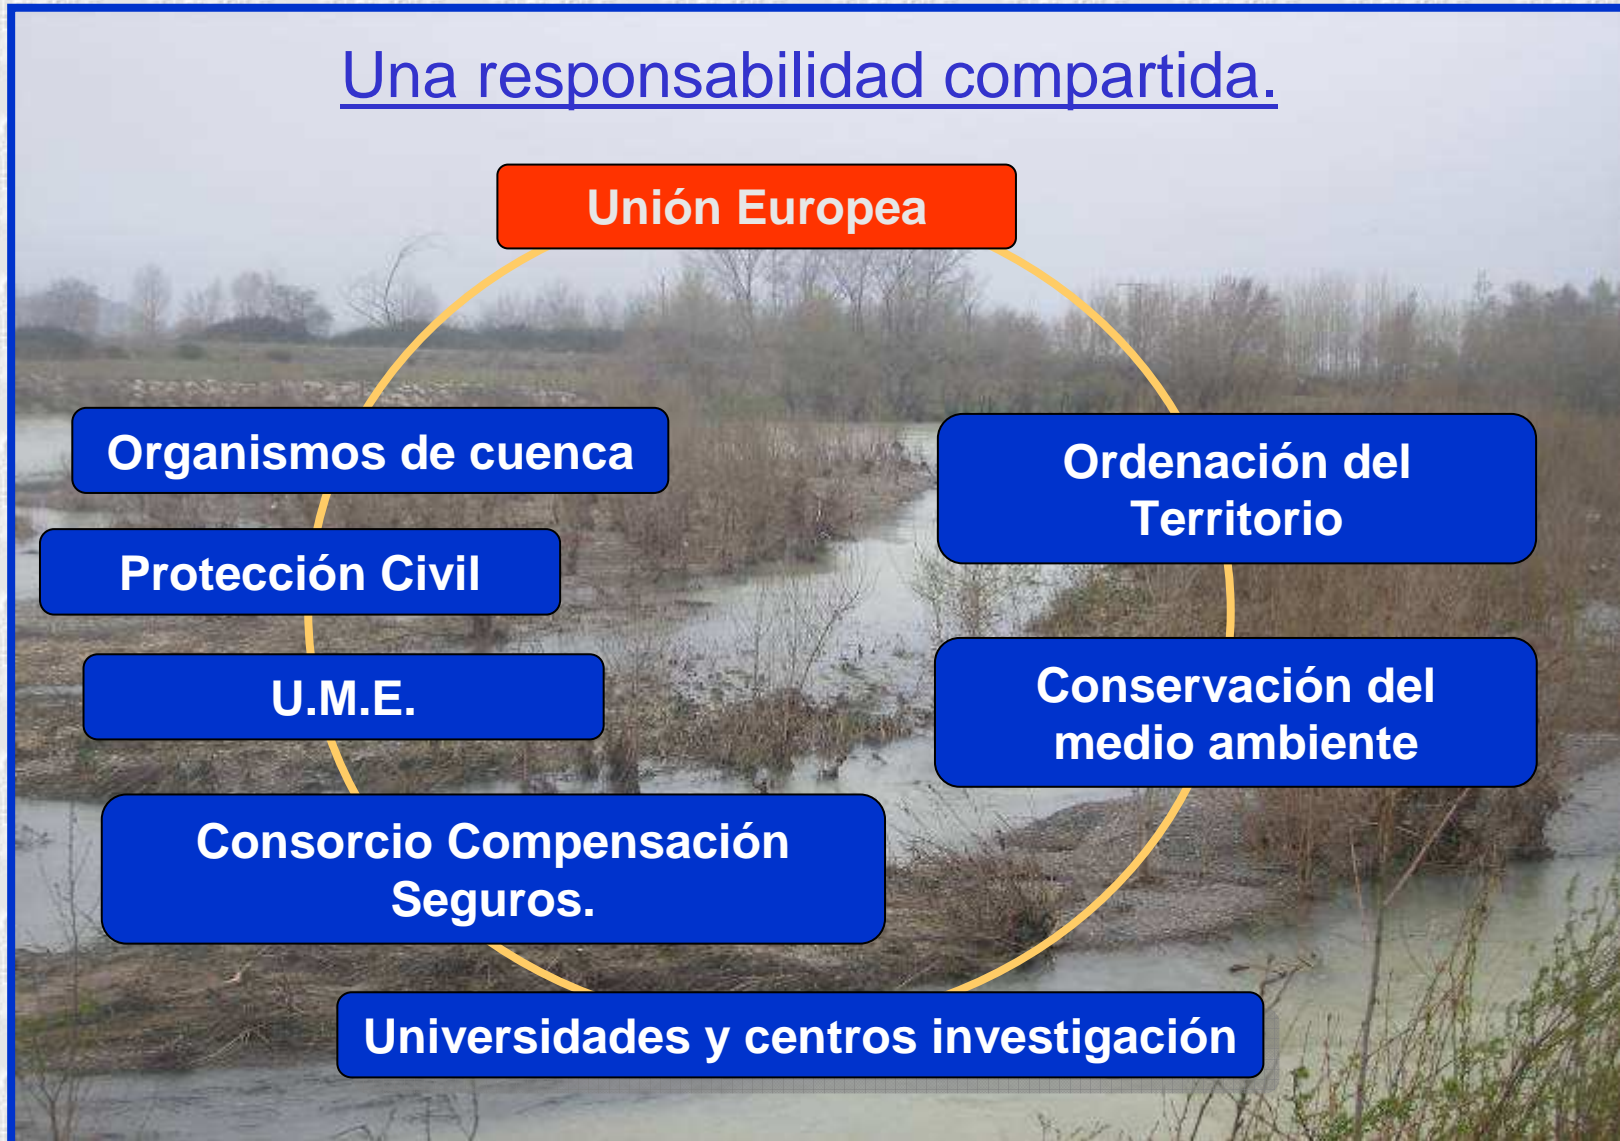 Una responsabilidad compartida.
Unión Europea
Organismos de cuenca
Protección Civil
U.M.E.
Consorcio Compensación
Seguros.
Universidades y centros investigación
Ordenación del
Territorio
Conservación del
medio ambiente